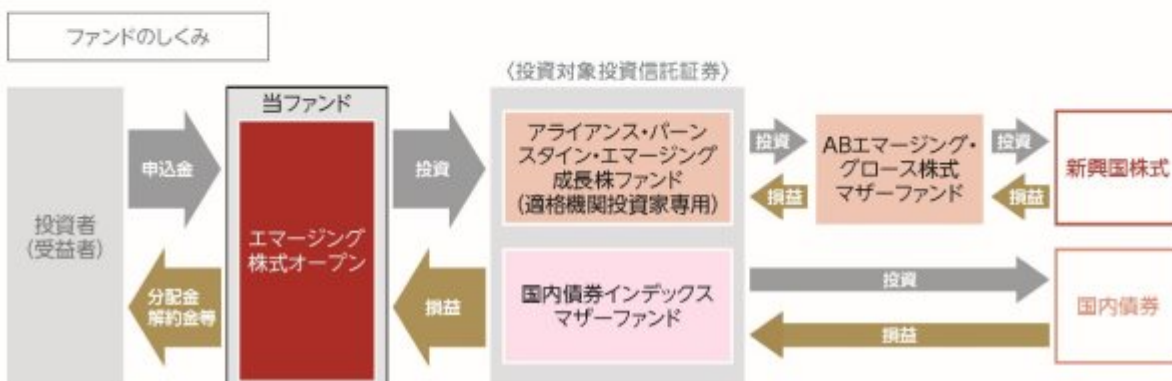 ファンドのしくみ
〈投資対象投資信託証券〉
当ファンド
投資者
(受益者)
申込金
分配金
解約金等
エマージング
株式オープン
投資
損益
アライアンス・バーン
スタイン・エマージング
成長株ファンド
(適格機関投資家専用)
投資
損益
ABエマージング・
グロース株式
マザーファンド
投資
損益
新興国株式
国内債券インデックス
マザーファンド
投資
損益
国内債券